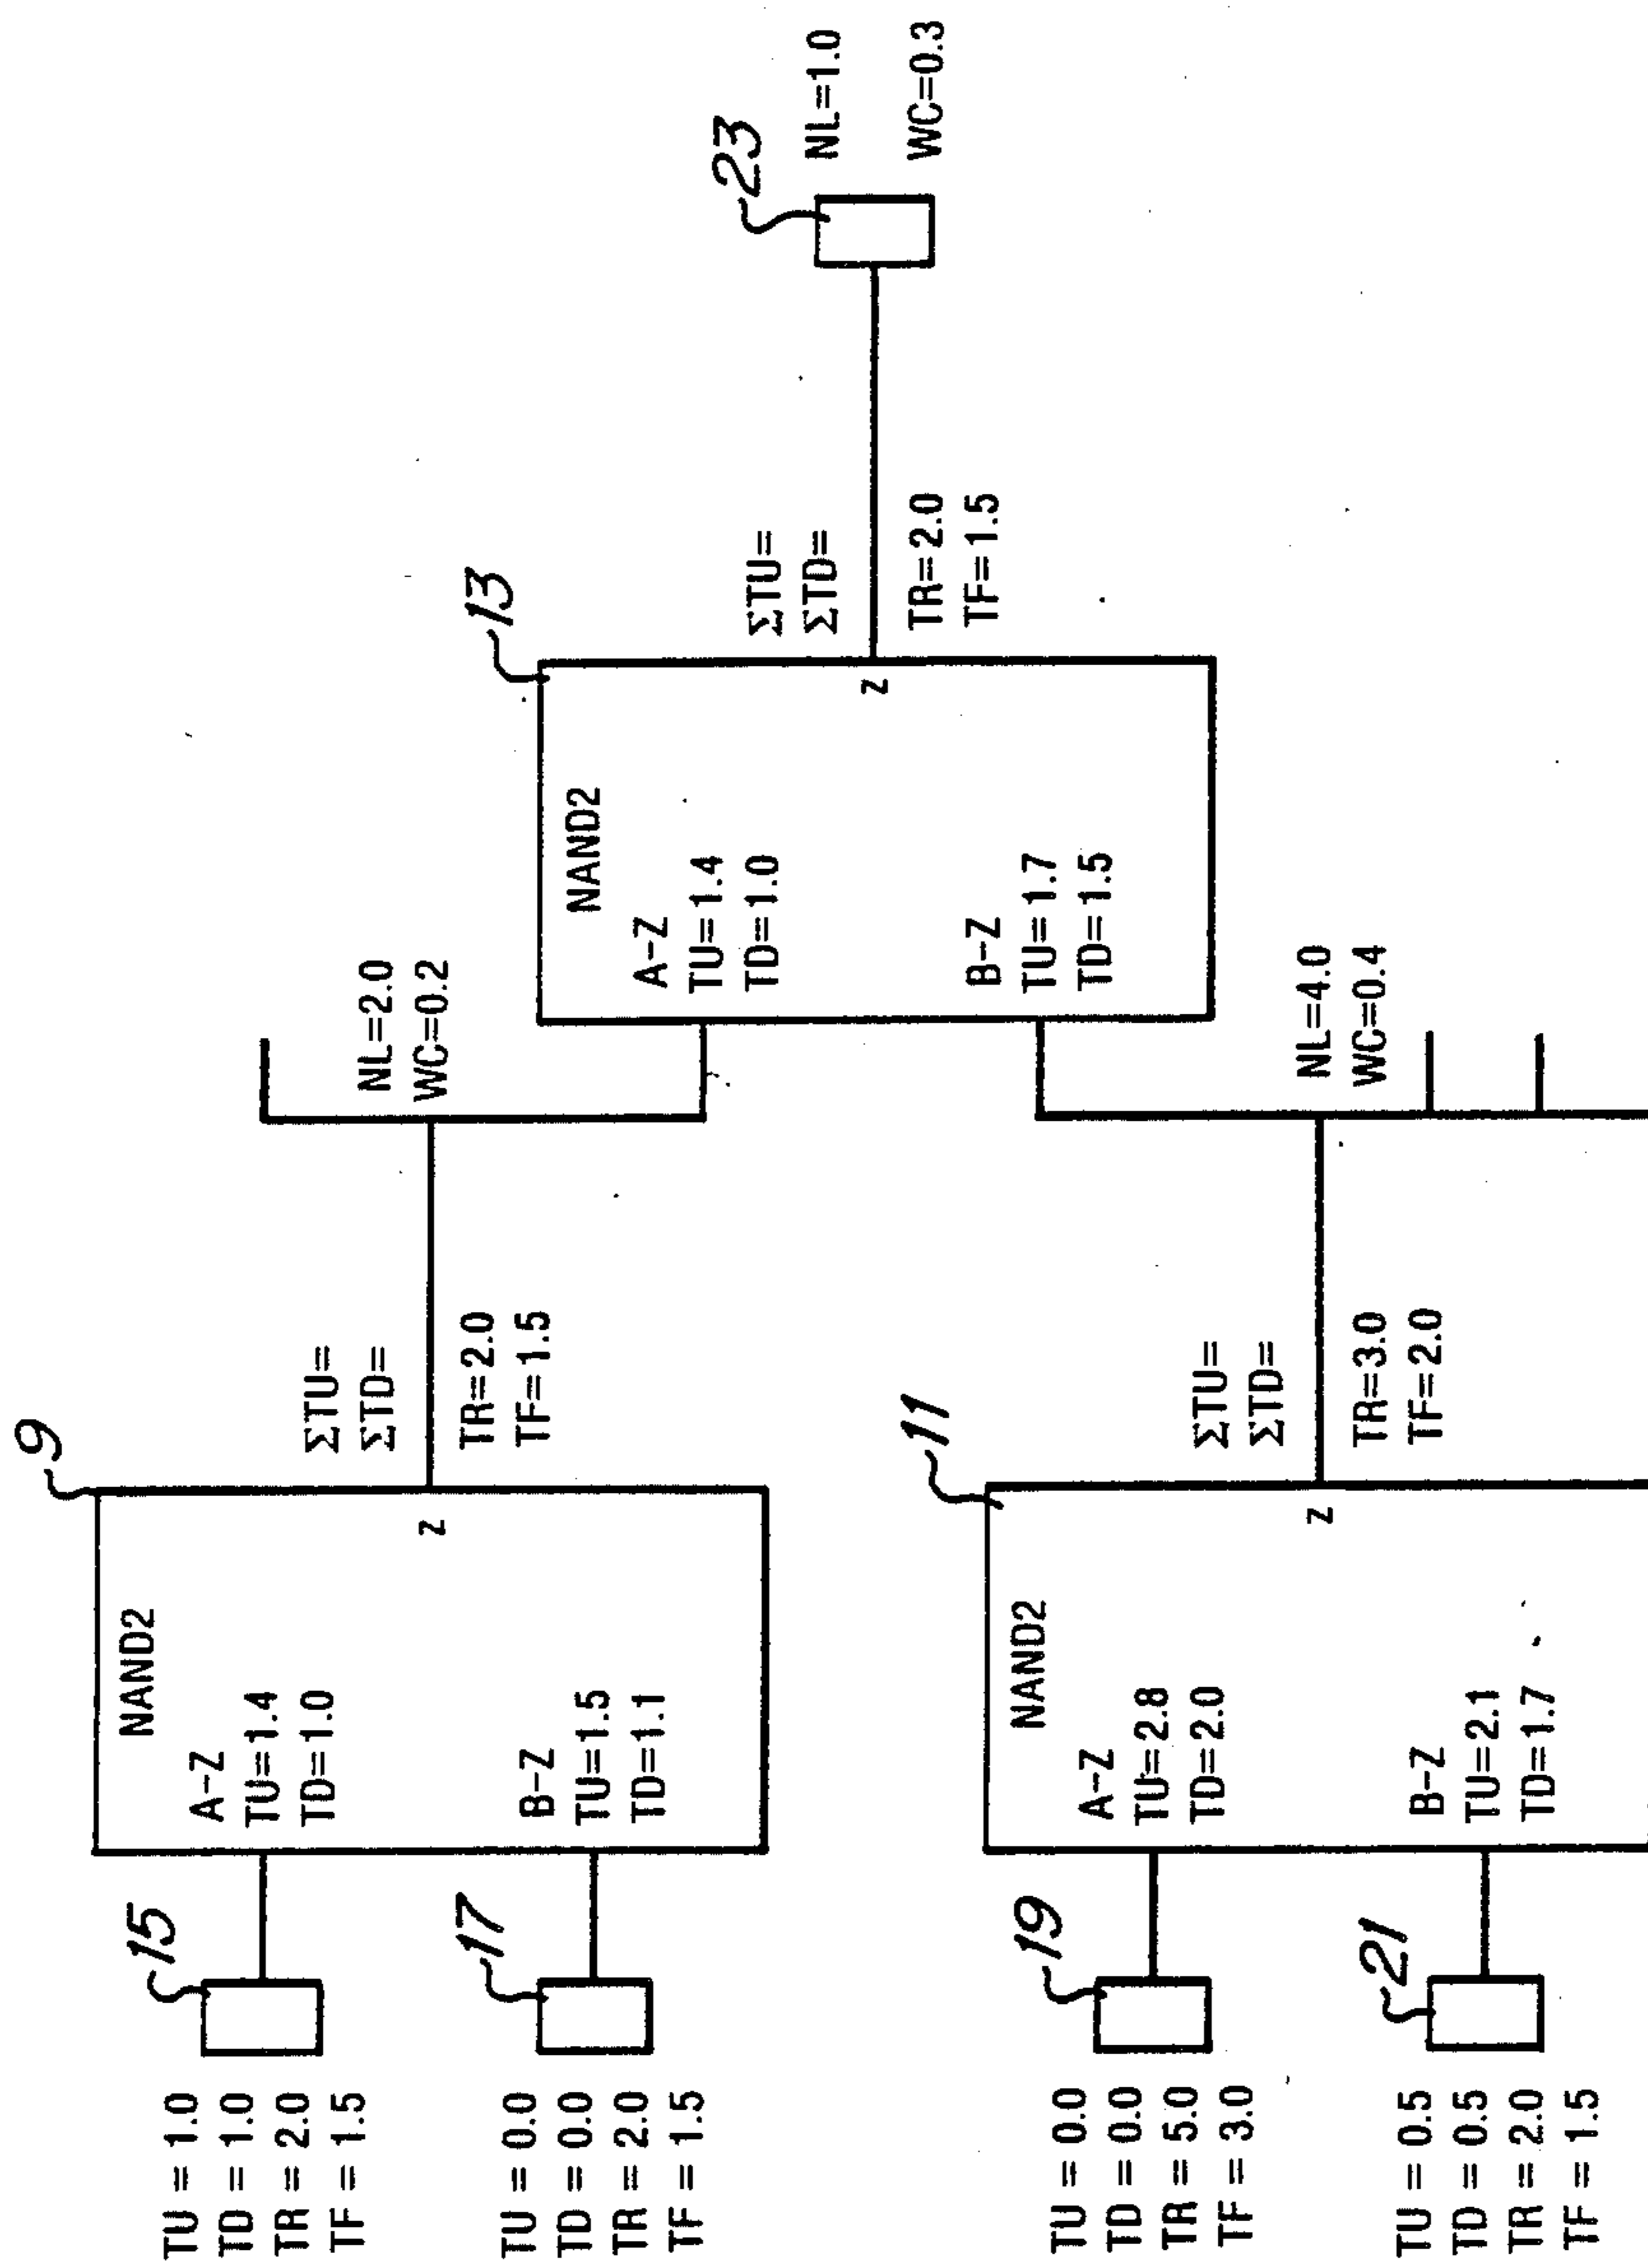 TU = 1.0
TD = 1.0
TR = 2.0
TF = 1.5
15
TU = 0.0
TD = 0.0
TR = 2.0
TF = 1.5
17
9
NAND2
A-Z
TU=1.4
TD=1.0
B-Z
TU=1.5
TD=1.1
Z
ΣTU=
ΣTD=
TR=2.0
TF=1.5
NL=2.0
WC=0.2
TU = 0.0
TD = 0.0
TR = 5.0
TF = 3.0
19
TU = 0.5
TD = 0.5
TR = 2.0
TF = 1.5
21
11
NAND2
A-Z
TU=2.8
TD=2.0
B-Z
TU=2.1
TD=1.7
Z
ΣTU=
ΣTD=
TR=3.0
TF=2.0
NL=4.0
WC=0.4
13
NAND2
A-Z
TU=1.4
TD=1.0
B-Z
TU=1.7
TD=1.5
Z
ΣTU=
ΣTD=
TR=2.0
TF=1.5
23
NL=1.0
WC=0.3